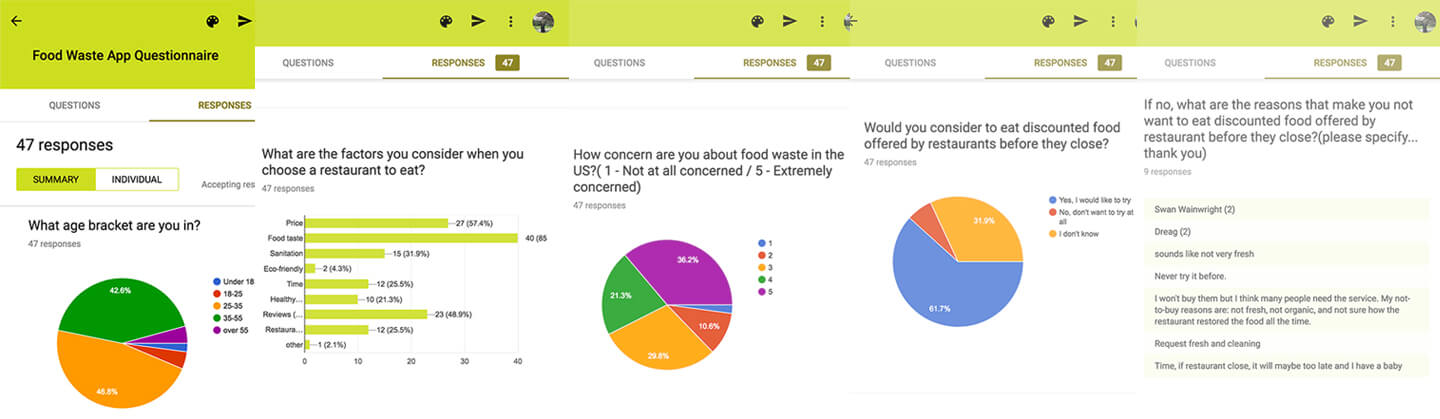 Food Waste App Questionnaire
QUESTIONS
RESPONSES
47 responses
SUMMARY
INDIVIDUAL
Accepting res
What age bracket are you in?
47 responses
42.6%
46.8%
Under 18
18-25
25-35
35-55
over 55
QUESTIONS
RESPONSES
47
What are the factors you consider when you
choose a restaurant to eat?
47 responses
Price
27 (57.4%)
Food taste
40 (85
Sanitation
15 (31.9%)
Eco-friendly
2 (4.3%)
Time
12 (25.5%)
Healthy...
10 (21.3%)
Reviews (...
23 (48.9%)
Restaura...
12 (25.5%)
other
1 (2.1%)
0
10
20
30
40
QUESTIONS
RESPONSES
47
How concern are you about food waste in the
US?( 1 - Not at all concerned / 5 - Extremely
concerned)
47 responses
36.2%
21.3%
29.8%
10.6%
1
2
3
4
5
QUESTIONS
RESPONSES
47
Would you consider to eat discounted food
offered by restaurants before they close?
47 responses
31.9%
61.7%
Yes, I would like to try
No, don't want to try at
all
I don't know
QUESTIONS
RESPONSES
47
If no, what are the reasons that make you not
want to eat discounted food offered by
restaurant before they close?(please specify...
thank you)
9 responses
Swan Wainwright (2)
Dreag (2)
sounds like not very fresh
Never try it before.
I won't buy them but I think many people need the service. My not-
to-buy reasons are: not fresh, not organic, and not sure how the
restaurant restored the food all the time.
Request fresh and cleaning
Time, if restaurant close, it will maybe too late and I have a baby